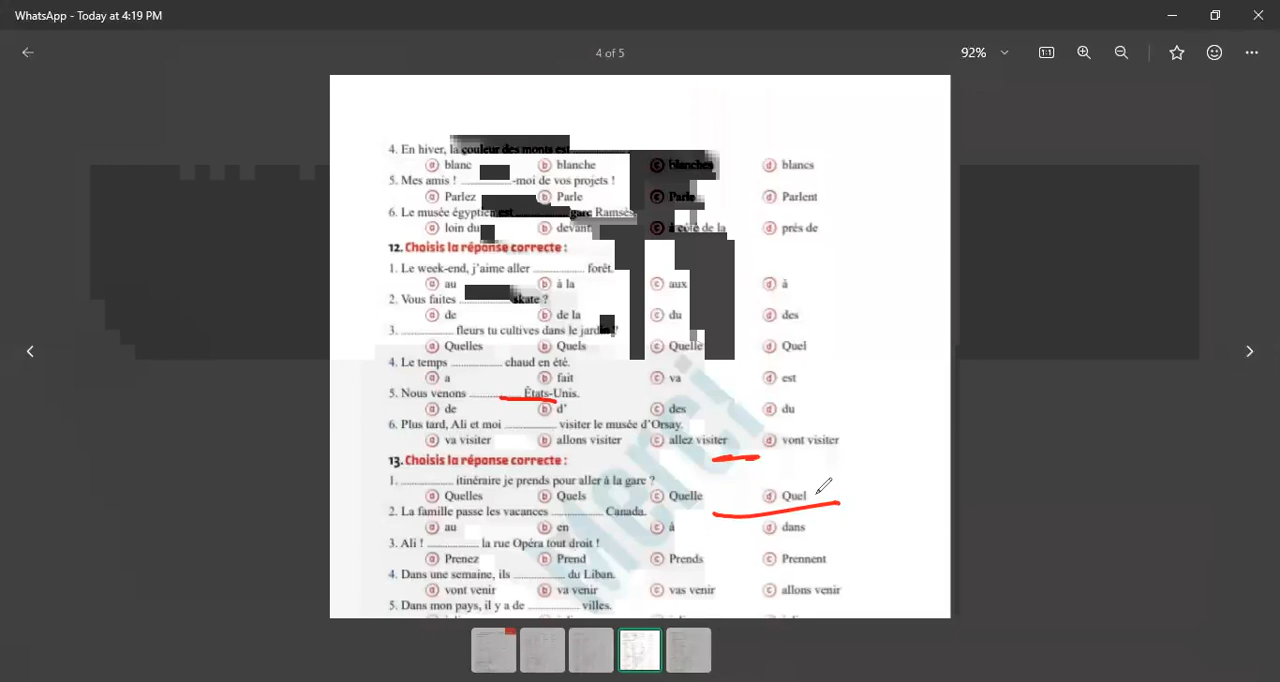 WhatsApp - Today at 4:19 PM
4 of 5
92%
4. En hiver, la couleur des monts est
a blanc b blanche c blanches d blancs
5. Mes amis ! ............-moi de vos projets !
a Parlez b Parle c Parle d Parlent
6. Le musée égyptien est ............ gare Ramsès.
a loin du b devant c à côté de la d près de
12. Choisis la réponse correcte :
1. Le week-end, j'aime aller ............ forêt.
a au b à la c aux d à
2. Vous faites ............ skate ?
a de b de la c du d des
3. ............ fleurs tu cultives dans le jardin ?
a Quelles b Quels c Quelle d Quel
4. Le temps ............ chaud en été.
a a b fait c va d est
5. Nous venons ............ États-Unis.
a de b d' c des d du
6. Plus tard, Ali et moi ............ visiter le musée d'Orsay.
a va visiter b allons visiter c allez visiter d vont visiter
13. Choisis la réponse correcte :
1. ............ itinéraire je prends pour aller à la gare ?
a Quelles b Quels c Quelle d Quel
2. La famille passe les vacances ............ Canada.
a au b en c à d dans
3. Ali ! ............ la rue Opéra tout droit !
a Prenez b Prend c Prends c Prennent
4. Dans une semaine, ils ............ du Liban.
a vont venir b va venir c vas venir c allons venir
5. Dans mon pays, il y a de ............ villes.
Merci